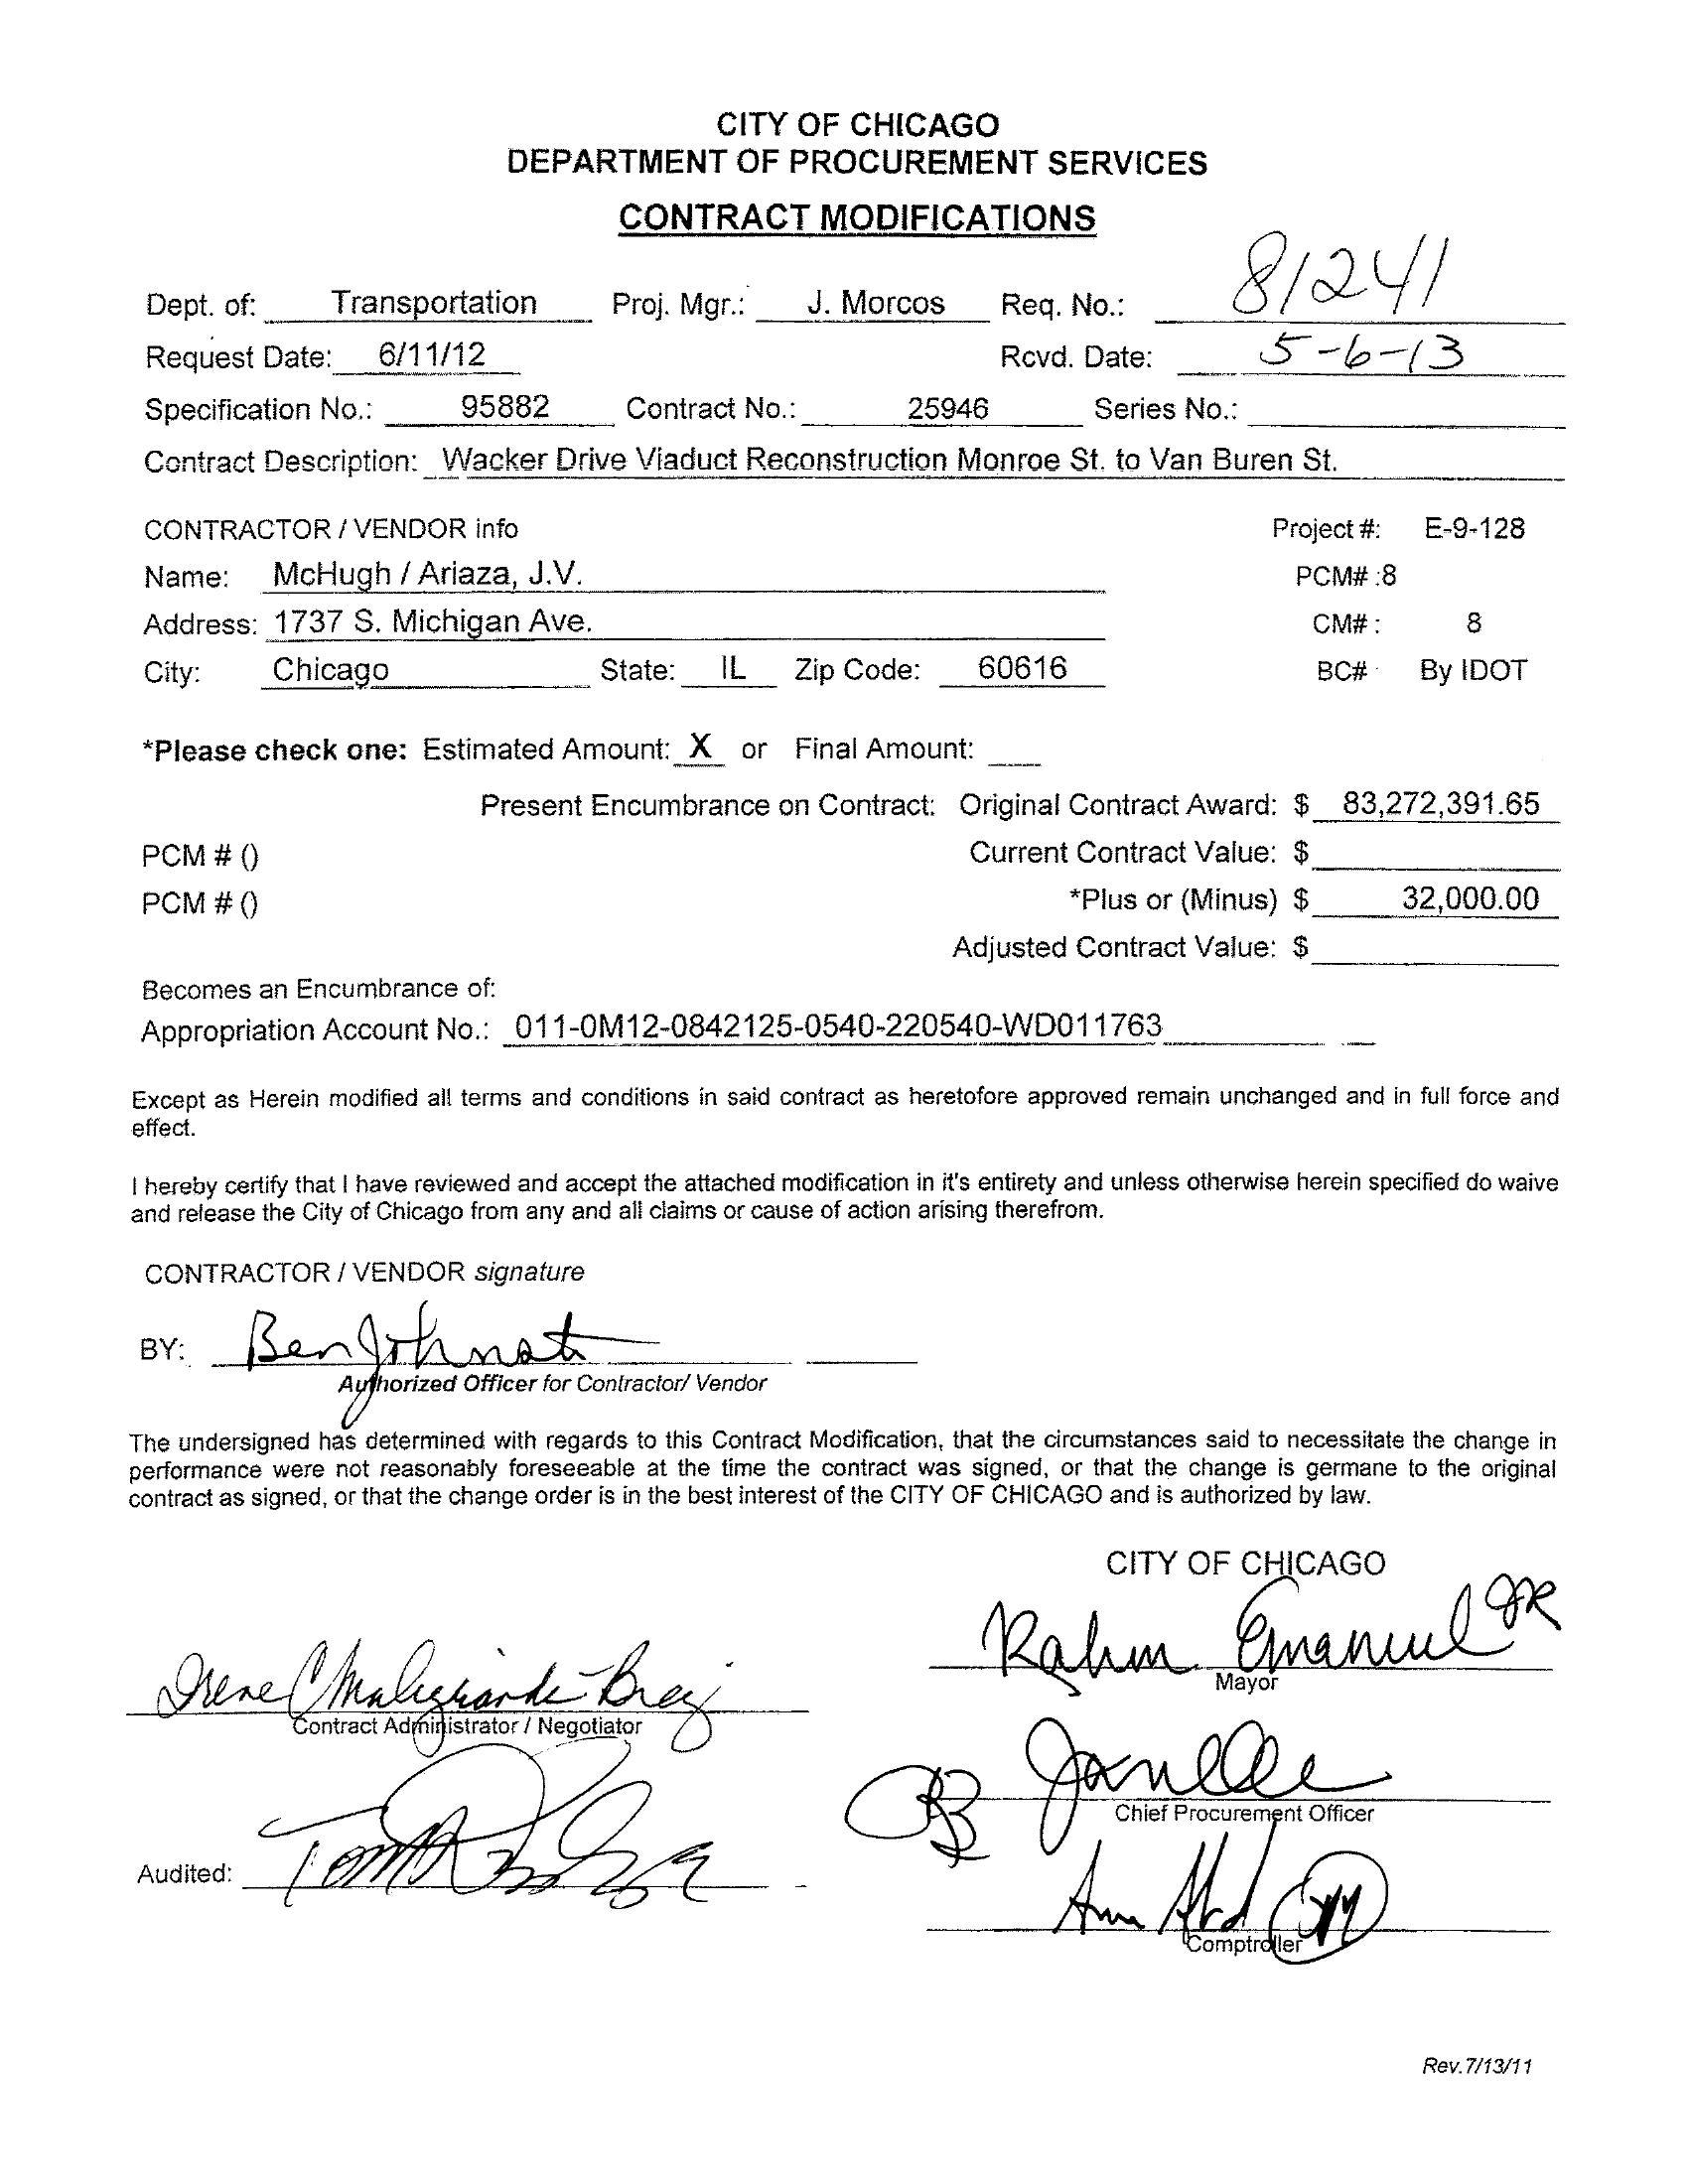 CITY OF CHICAGO
DEPARTMENT OF PROCUREMENT SERVICES
CONTRACT MODIFICATIONS
Dept. of: Transportation Proj. Mgr.: J. Morcos Req. No.: 81241
Request Date: 6/11/12 Rcvd. Date: 5-6-13
Specification No.: 95882 Contract No.: 25946 Series No.:
Contract Description: Wacker Drive Viaduct Reconstruction Monroe St. to Van Buren St.
CONTRACTOR / VENDOR info Project #: E-9-128
Name: McHugh / Ariaza, J.V. PCM# :8
Address: 1737 S. Michigan Ave. CM# : 8
City: Chicago State: IL Zip Code: 60616 BC# By IDOT
*Please check one: Estimated Amount: X or Final Amount:
Present Encumbrance on Contract: Original Contract Award: $ 83,272,391.65
PCM # () Current Contract Value: $
PCM # () *Plus or (Minus) $ 32,000.00
Adjusted Contract Value: $
Becomes an Encumbrance of:
Appropriation Account No.: 011-0M12-0842125-0540-220540-WD011763
Except as Herein modified all terms and conditions in said contract as heretofore approved remain unchanged and in full force and
effect.
I hereby certify that I have reviewed and accept the attached modification in it's entirety and unless otherwise herein specified do waive
and release the City of Chicago from any and all claims or cause of action arising therefrom.
CONTRACTOR / VENDOR signature
BY:
Authorized Officer for Contractor/ Vendor
The undersigned has determined with regards to this Contract Modification, that the circumstances said to necessitate the change in
performance were not reasonably foreseeable at the time the contract was signed, or that the change is germane to the original
contract as signed, or that the change order is in the best interest of the CITY OF CHICAGO and is authorized by law.
CITY OF CHICAGO
Rahm Emanuel JR
Mayor
Irene
Contract Administrator / Negotiator
Chief Procurement Officer
Audited:
Comptroller
Rev.7/13/11